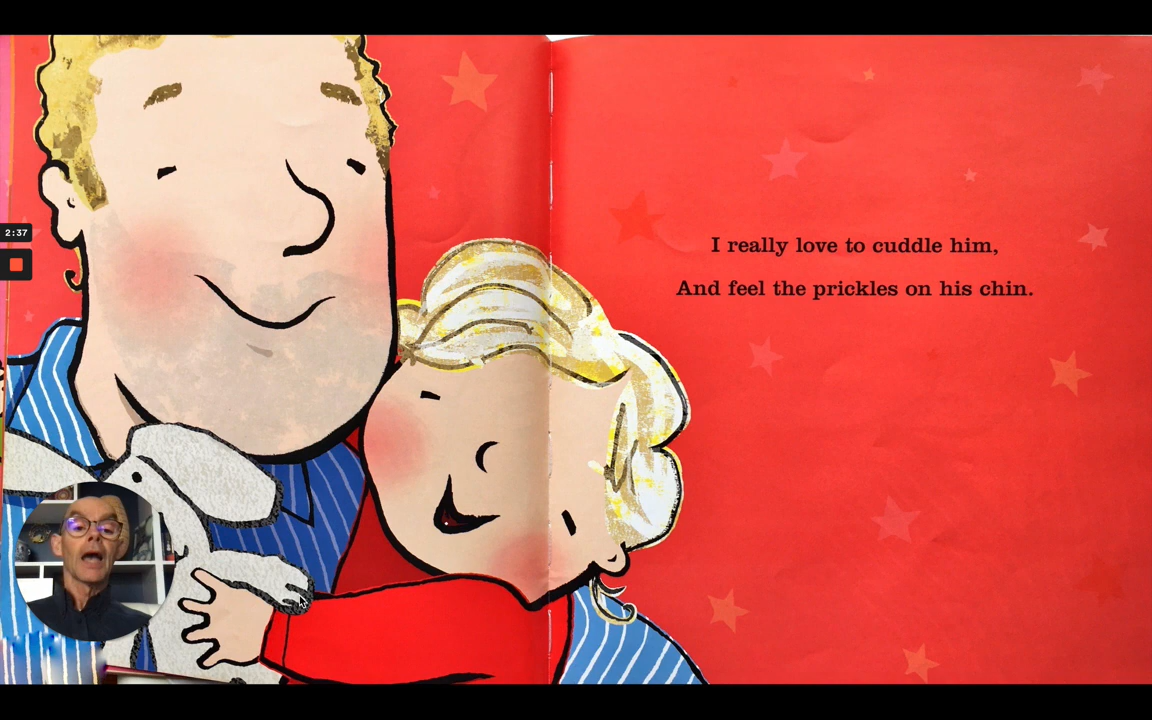 2:37
I really love to cuddle him,
And feel the prickles on his chin.